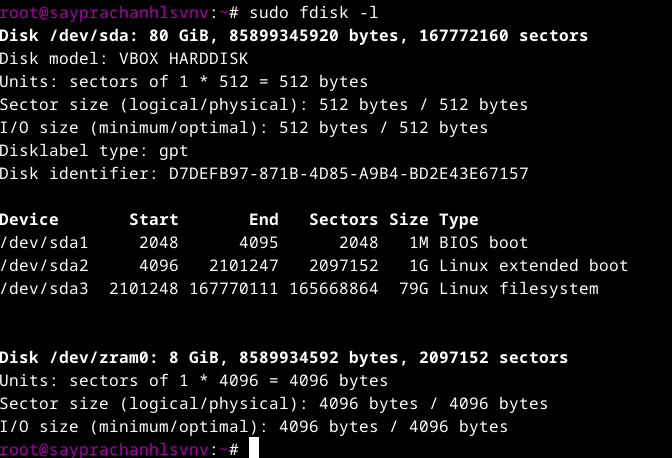 root@sayprachanhlsvnv:~# sudo fdisk -l
Disk /dev/sda: 80 GiB, 85899345920 bytes, 167772160 sectors
Disk model: VBOX HARDDISK
Units: sectors of 1 * 512 = 512 bytes
Sector size (logical/physical): 512 bytes / 512 bytes
I/O size (minimum/optimal): 512 bytes / 512 bytes
Disklabel type: gpt
Disk identifier: D7DEFB97-871B-4D85-A9B4-BD2E43E67157
Device       Start       End   Sectors Size Type
/dev/sda1     2048      4095      2048   1M BIOS boot
/dev/sda2     4096   2101247   2097152   1G Linux extended boot
/dev/sda3  2101248 167770111 165668864  79G Linux filesystem
Disk /dev/zram0: 8 GiB, 8589934592 bytes, 2097152 sectors
Units: sectors of 1 * 4096 = 4096 bytes
Sector size (logical/physical): 4096 bytes / 4096 bytes
I/O size (minimum/optimal): 4096 bytes / 4096 bytes
root@sayprachanhlsvnv:~#